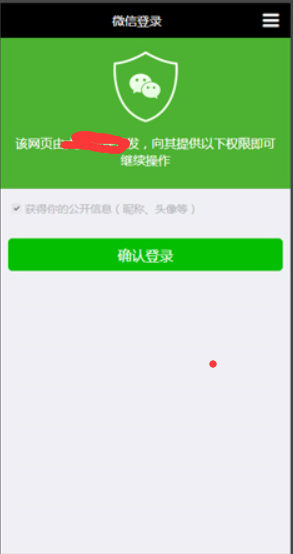 微信登录
该网页由发，向其提供以下权限即可
继续操作
获得你的公开信息（昵称、头像等）
确认登录